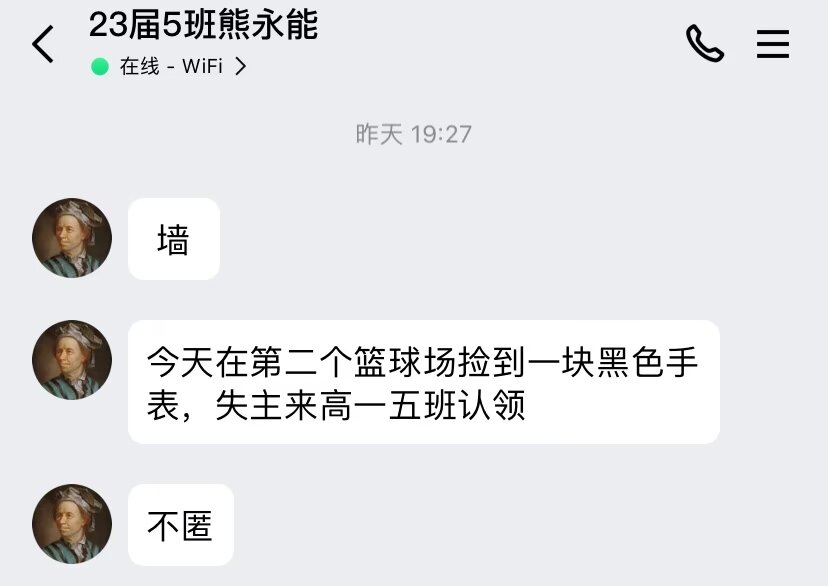 23届5班熊永能
在线 - WiFi
昨天 19:27
墙
今天在第二个篮球场捡到一块黑色手
表，失主来高一五班认领
不匿